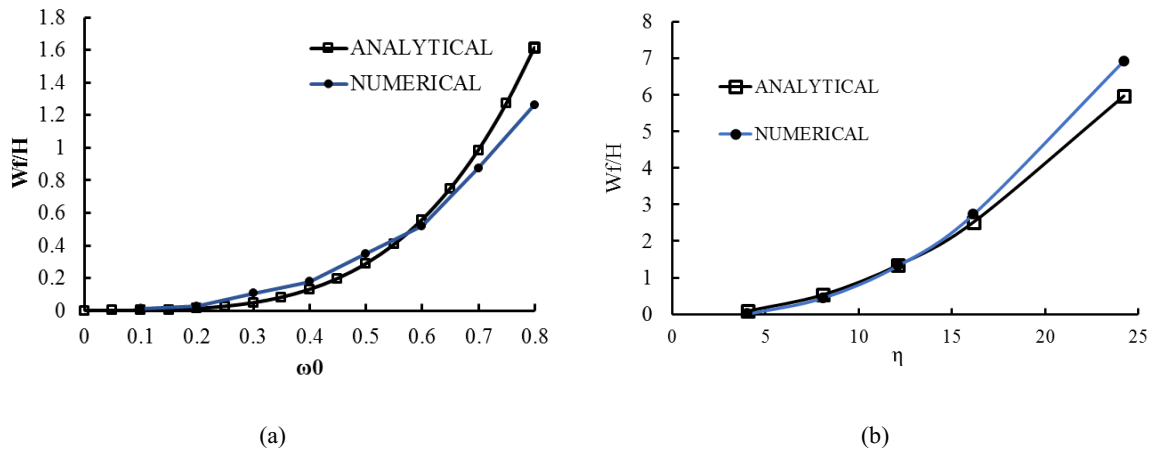 1.8
1.6
1.4
1.2
1
0.8
0.6
0.4
0.2
0
Wf/H
ANALYTICAL
NUMERICAL
0 0.1 0.2 0.3 0.4 0.5 0.6 0.7 0.8
ω0
(a)
8
7
6
5
4
3
2
1
0
Wf/H
ANALYTICAL
NUMERICAL
0 5 10 15 20 25
η
(b)